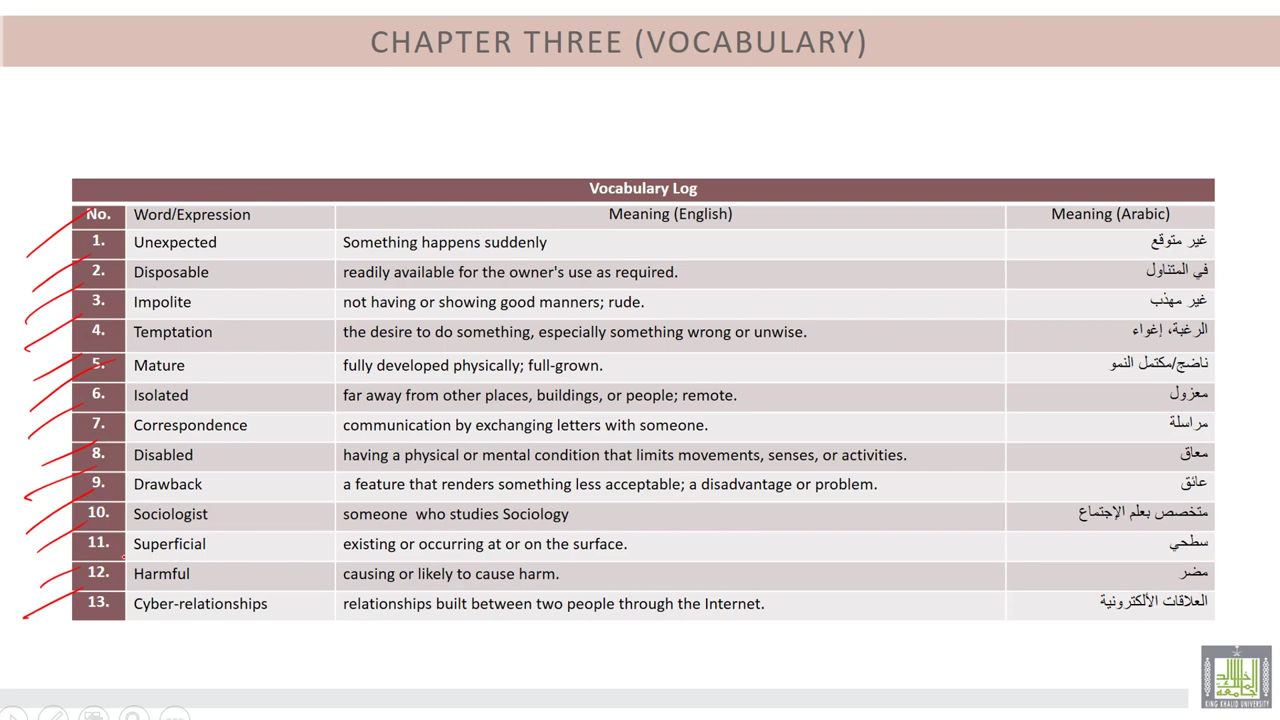 CHAPTER THREE (VOCABULARY)
Vocabulary Log
No. Word/Expression Meaning (English) Meaning (Arabic)
1. Unexpected Something happens suddenly غير متوقع
2. Disposable readily available for the owner's use as required. في المتناول
3. Impolite not having or showing good manners; rude. غير مهذب
4. Temptation the desire to do something, especially something wrong or unwise. الرغبة، إغواء
5. Mature fully developed physically; full-grown. ناضج/مكتمل النمو
6. Isolated far away from other places, buildings, or people; remote. معزول
7. Correspondence communication by exchanging letters with someone. مراسلة
8. Disabled having a physical or mental condition that limits movements, senses, or activities. معاق
9. Drawback a feature that renders something less acceptable; a disadvantage or problem. عائق
10. Sociologist someone who studies Sociology متخصص بعلم الإجتماع
11. Superficial existing or occurring at or on the surface. سطحي
12. Harmful causing or likely to cause harm. مضر
13. Cyber-relationships relationships built between two people through the Internet. العلاقات الألكترونية
جامعة الملك خالد
KING KHALID UNIVERSITY